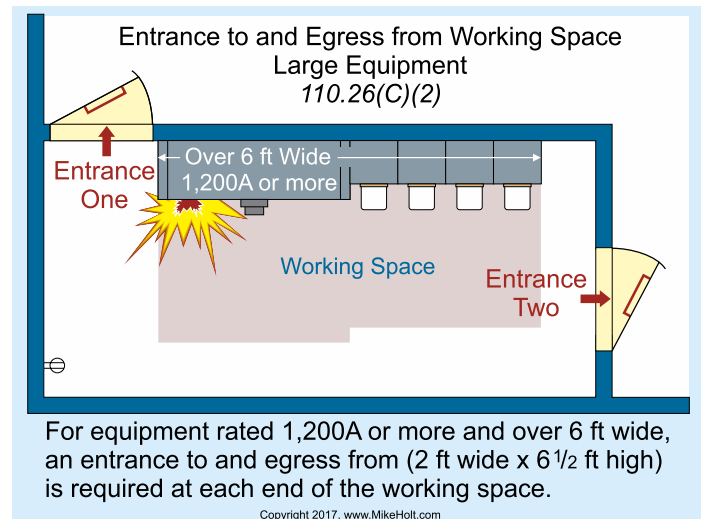 Entrance to and Egress from Working Space
Large Equipment
110.26(C)(2)
Over 6 ft Wide
1,200A or more
Entrance
One
Working Space
Entrance
Two
For equipment rated 1,200A or more and over 6 ft wide,
an entrance to and egress from (2 ft wide x 6 1/2 ft high)
is required at each end of the working space.
Copyright 2017, www.MikeHolt.com